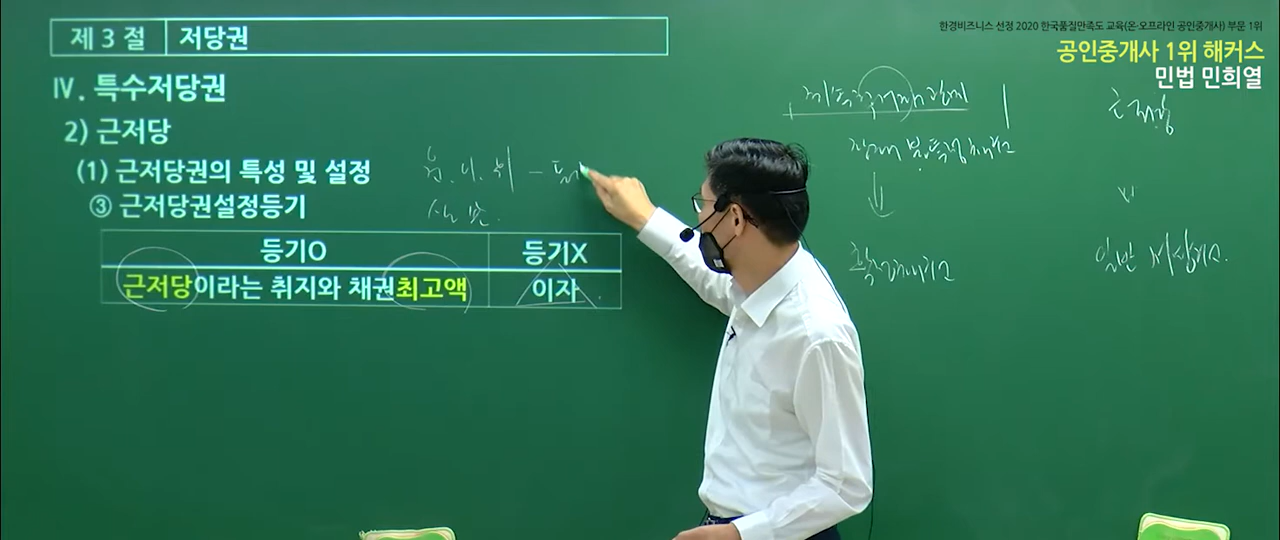 제 3 절 저당권
한경비즈니스 선정 2020 한국품질만족도 교육(온·오프라인 공인중개사) 부문 1위
공인중개사 1위 해커스
민법 민희열
Ⅳ. 특수저당권
2) 근저당
(1) 근저당권의 특성 및 설정
③ 근저당권설정등기
등기O 등기X
근저당이라는 취지와 채권최고액 이자
근저당
일반